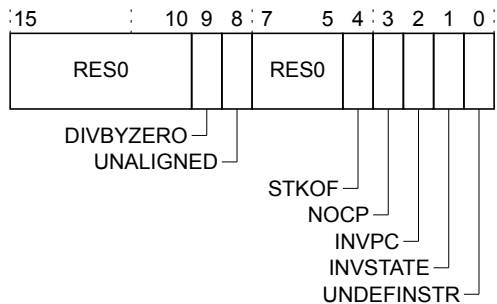 15 10 9 8 7 5 4 3 2 1 0
RES0 RES0
DIVBYZERO
UNALIGNED
STKOF
NOCP
INVPC
INVSTATE
UNDEFINSTR